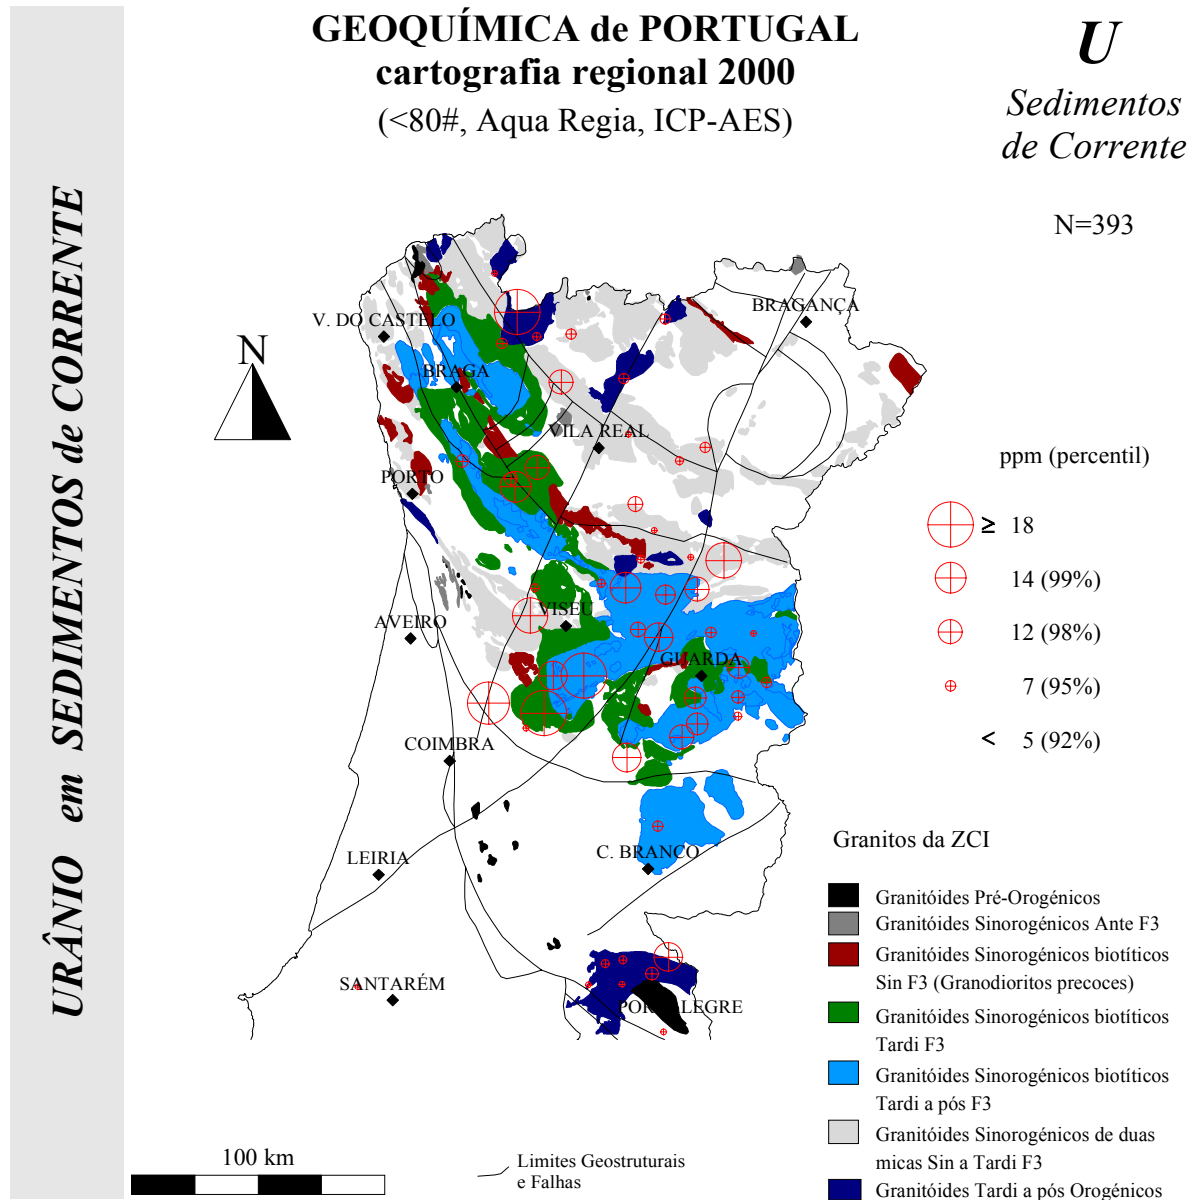 GEOQUÍMICA de PORTUGAL
cartografia regional 2000
(<80#, Aqua Regia, ICP-AES)
U
Sedimentos
de Corrente
N=393
URÂNIO em SEDIMENTOS de CORRENTE
N
V. DO CASTELO
BRAGANÇA
BRAGA
VILA REAL
PORTO
AVEIRO
VISEU
GUARDA
COIMBRA
LEIRIA
C. BRANCO
SANTARÉM
PORTALEGRE
ppm (percentil)
≥ 18
14 (99%)
12 (98%)
7 (95%)
< 5 (92%)
Granitos da ZCI
Granitóides Pré-Orogénicos
Granitóides Sinorogénicos Ante F3
Granitóides Sinorogénicos biotíticos
Sin F3 (Granodioritos precoces)
Granitóides Sinorogénicos biotíticos
Tardi F3
Granitóides Sinorogénicos biotíticos
Tardi a pós F3
Granitóides Sinorogénicos de duas
micas Sin a Tardi F3
Granitóides Tardi a pós Orogénicos
100 km
Limites Geostruturais
e Falhas